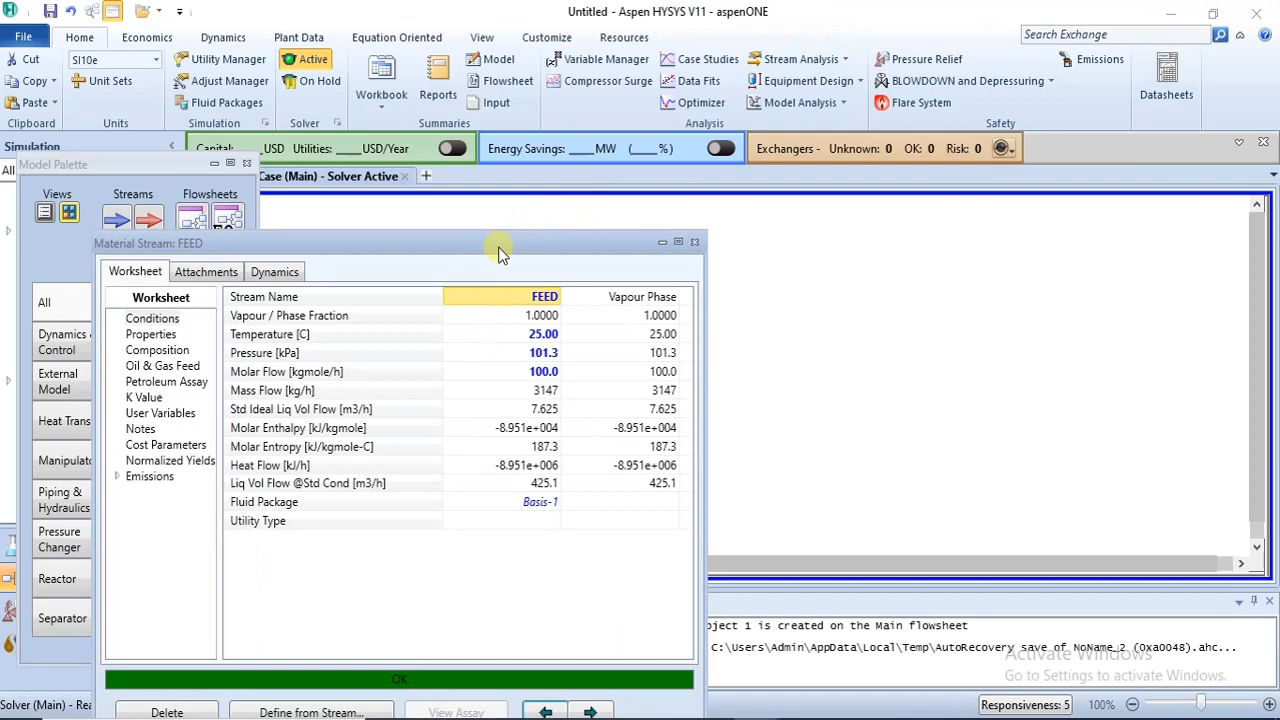 Untitled - Aspen HYSYS V11 - aspenONE
File Home Economics Dynamics Plant Data Equation Oriented View Customize Resources Search Exchange
Cut SI10e Utility Manager Active Model Variable Manager Case Studies Stream Analysis Pressure Relief Emissions
Copy Unit Sets Adjust Manager On Hold Flowsheet Compressor Surge Data Fits Equipment Design BLOWDOWN and Depressuring
Workbook Reports Datasheets
Paste Fluid Packages Input Optimizer Model Analysis Flare System
Clipboard Units Simulation Solver Summaries Analysis Safety
Simulation Capital: USD Utilities: ____ USD/Year Energy Savings: ____ MW (____ %) Exchangers - Unknown: 0 OK: 0 Risk: 0
Model Palette
All Case (Main) - Solver Active +
Views Streams Flowsheets
Material Stream: FEED
Worksheet Attachments Dynamics
Worksheet
Conditions
Properties
Composition
Oil & Gas Feed
Petroleum Assay
K Value
User Variables
Notes
Cost Parameters
Normalized Yields
Emissions
Stream Name FEED Vapour Phase
Vapour / Phase Fraction 1.0000 1.0000
Temperature [C] 25.00 25.00
Pressure [kPa] 101.3 101.3
Molar Flow [kgmole/h] 100.0 100.0
Mass Flow [kg/h] 3147 3147
Std Ideal Liq Vol Flow [m3/h] 7.625 7.625
Molar Enthalpy [kJ/kgmole] -8.951e+004 -8.951e+004
Molar Entropy [kJ/kgmole-C] 187.3 187.3
Heat Flow [kJ/h] -8.951e+006 -8.951e+006
Liq Vol Flow @Std Cond [m3/h] 425.1 425.1
Fluid Package Basis-1
Utility Type
All
Dynamics &
Control
External
Model
Heat Trans
Manipulato
Piping &
Hydraulics
Pressure
Changer
Reactor
Separator
OK
Delete Define from Stream... View Assay
oject 1 is created on the Main flowsheet
C:\Users\Admin\AppData\Local\Temp\AutoRecovery save of NoName_2 (0xa0048).ahc...
Activate Windows
Go to Settings to activate Windows.
Solver (Main) - Rea Responsiveness: 5 100%